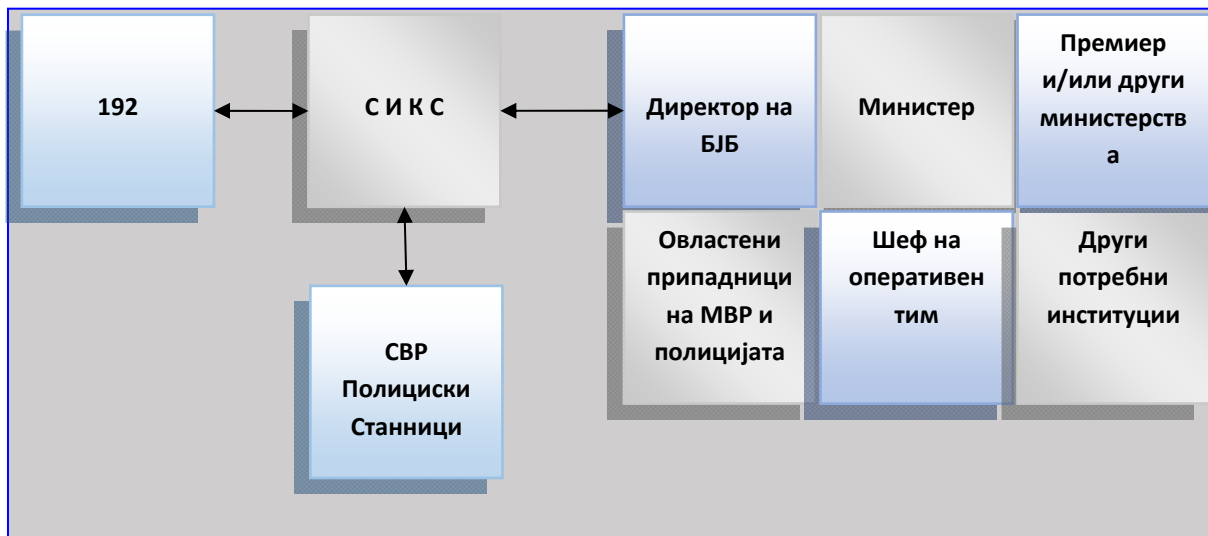 192
С И К С
Директор на
БЈБ
Министер
Премиер
и/или други
министерств
а
Овластени
припадници
на МВР и
полицијата
Шеф на
оперативен
тим
Други
потребни
институции
СВР
Полициски
Станници